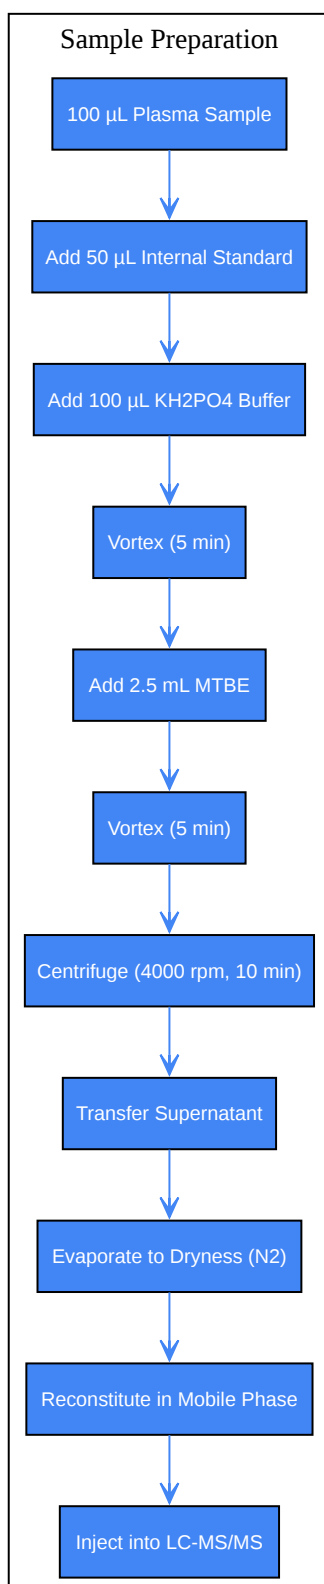 Sample Preparation
100 µL Plasma Sample
Add 50 µL Internal Standard
Add 100 µL KH2PO4 Buffer
Vortex (5 min)
Add 2.5 mL MTBE
Vortex (5 min)
Centrifuge (4000 rpm, 10 min)
Transfer Supernatant
Evaporate to Dryness (N2)
Reconstitute in Mobile Phase
Inject into LC-MS/MS